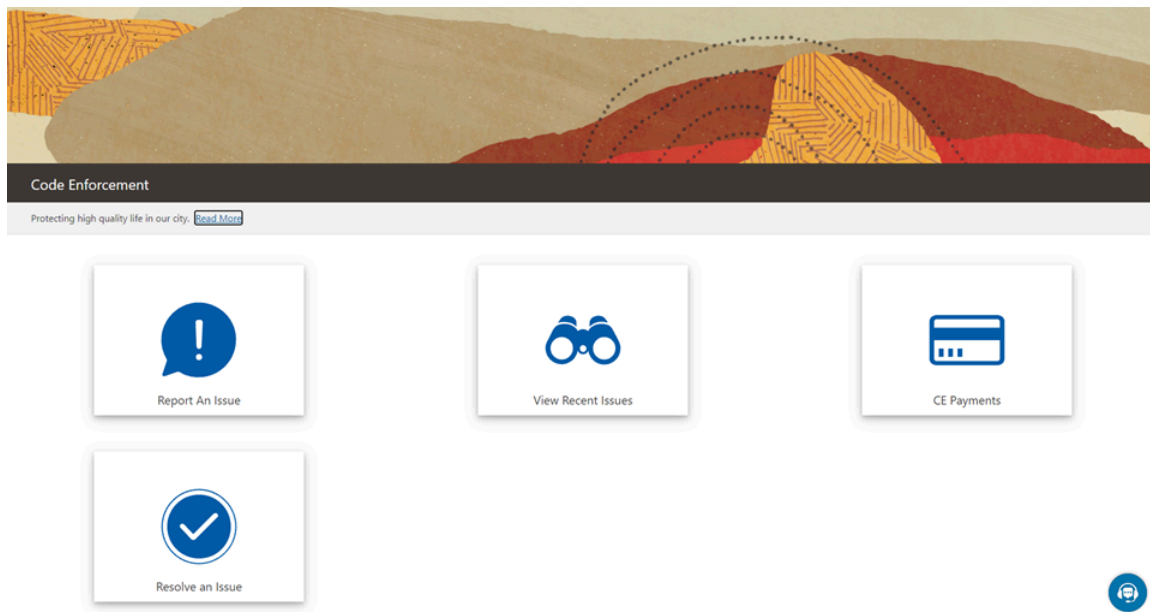 Code Enforcement
Protecting high quality life in our city. Read More
Report An Issue
View Recent Issues
CE Payments
Resolve an Issue